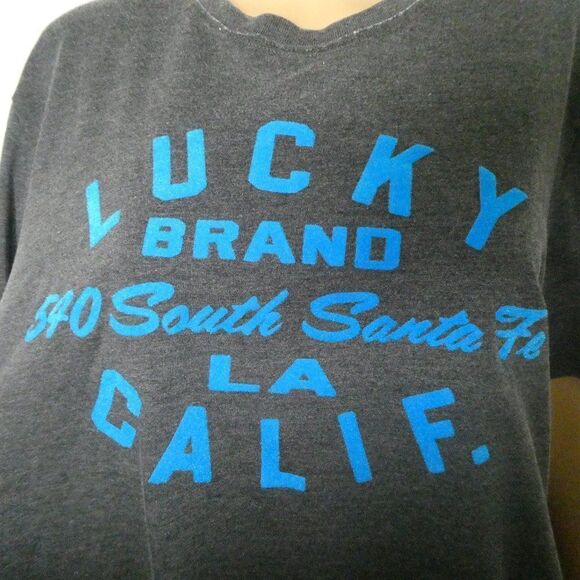 LUCKY
BRAND
540 South Santa Fe
LA
CALIF.